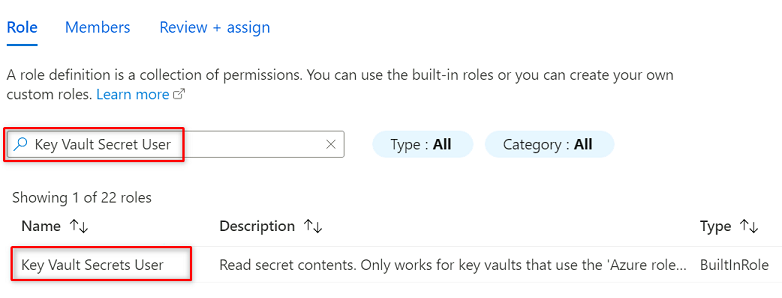 Role Members Review + assign
A role definition is a collection of permissions. You can use the built-in roles or you can create your own
custom roles. Learn more
Key Vault Secret User Type : All Category : All
Showing 1 of 22 roles
Name ↑↓ Description ↑↓ Type ↑↓
Key Vault Secrets User Read secret contents. Only works for key vaults that use the 'Azure role... BuiltInRole